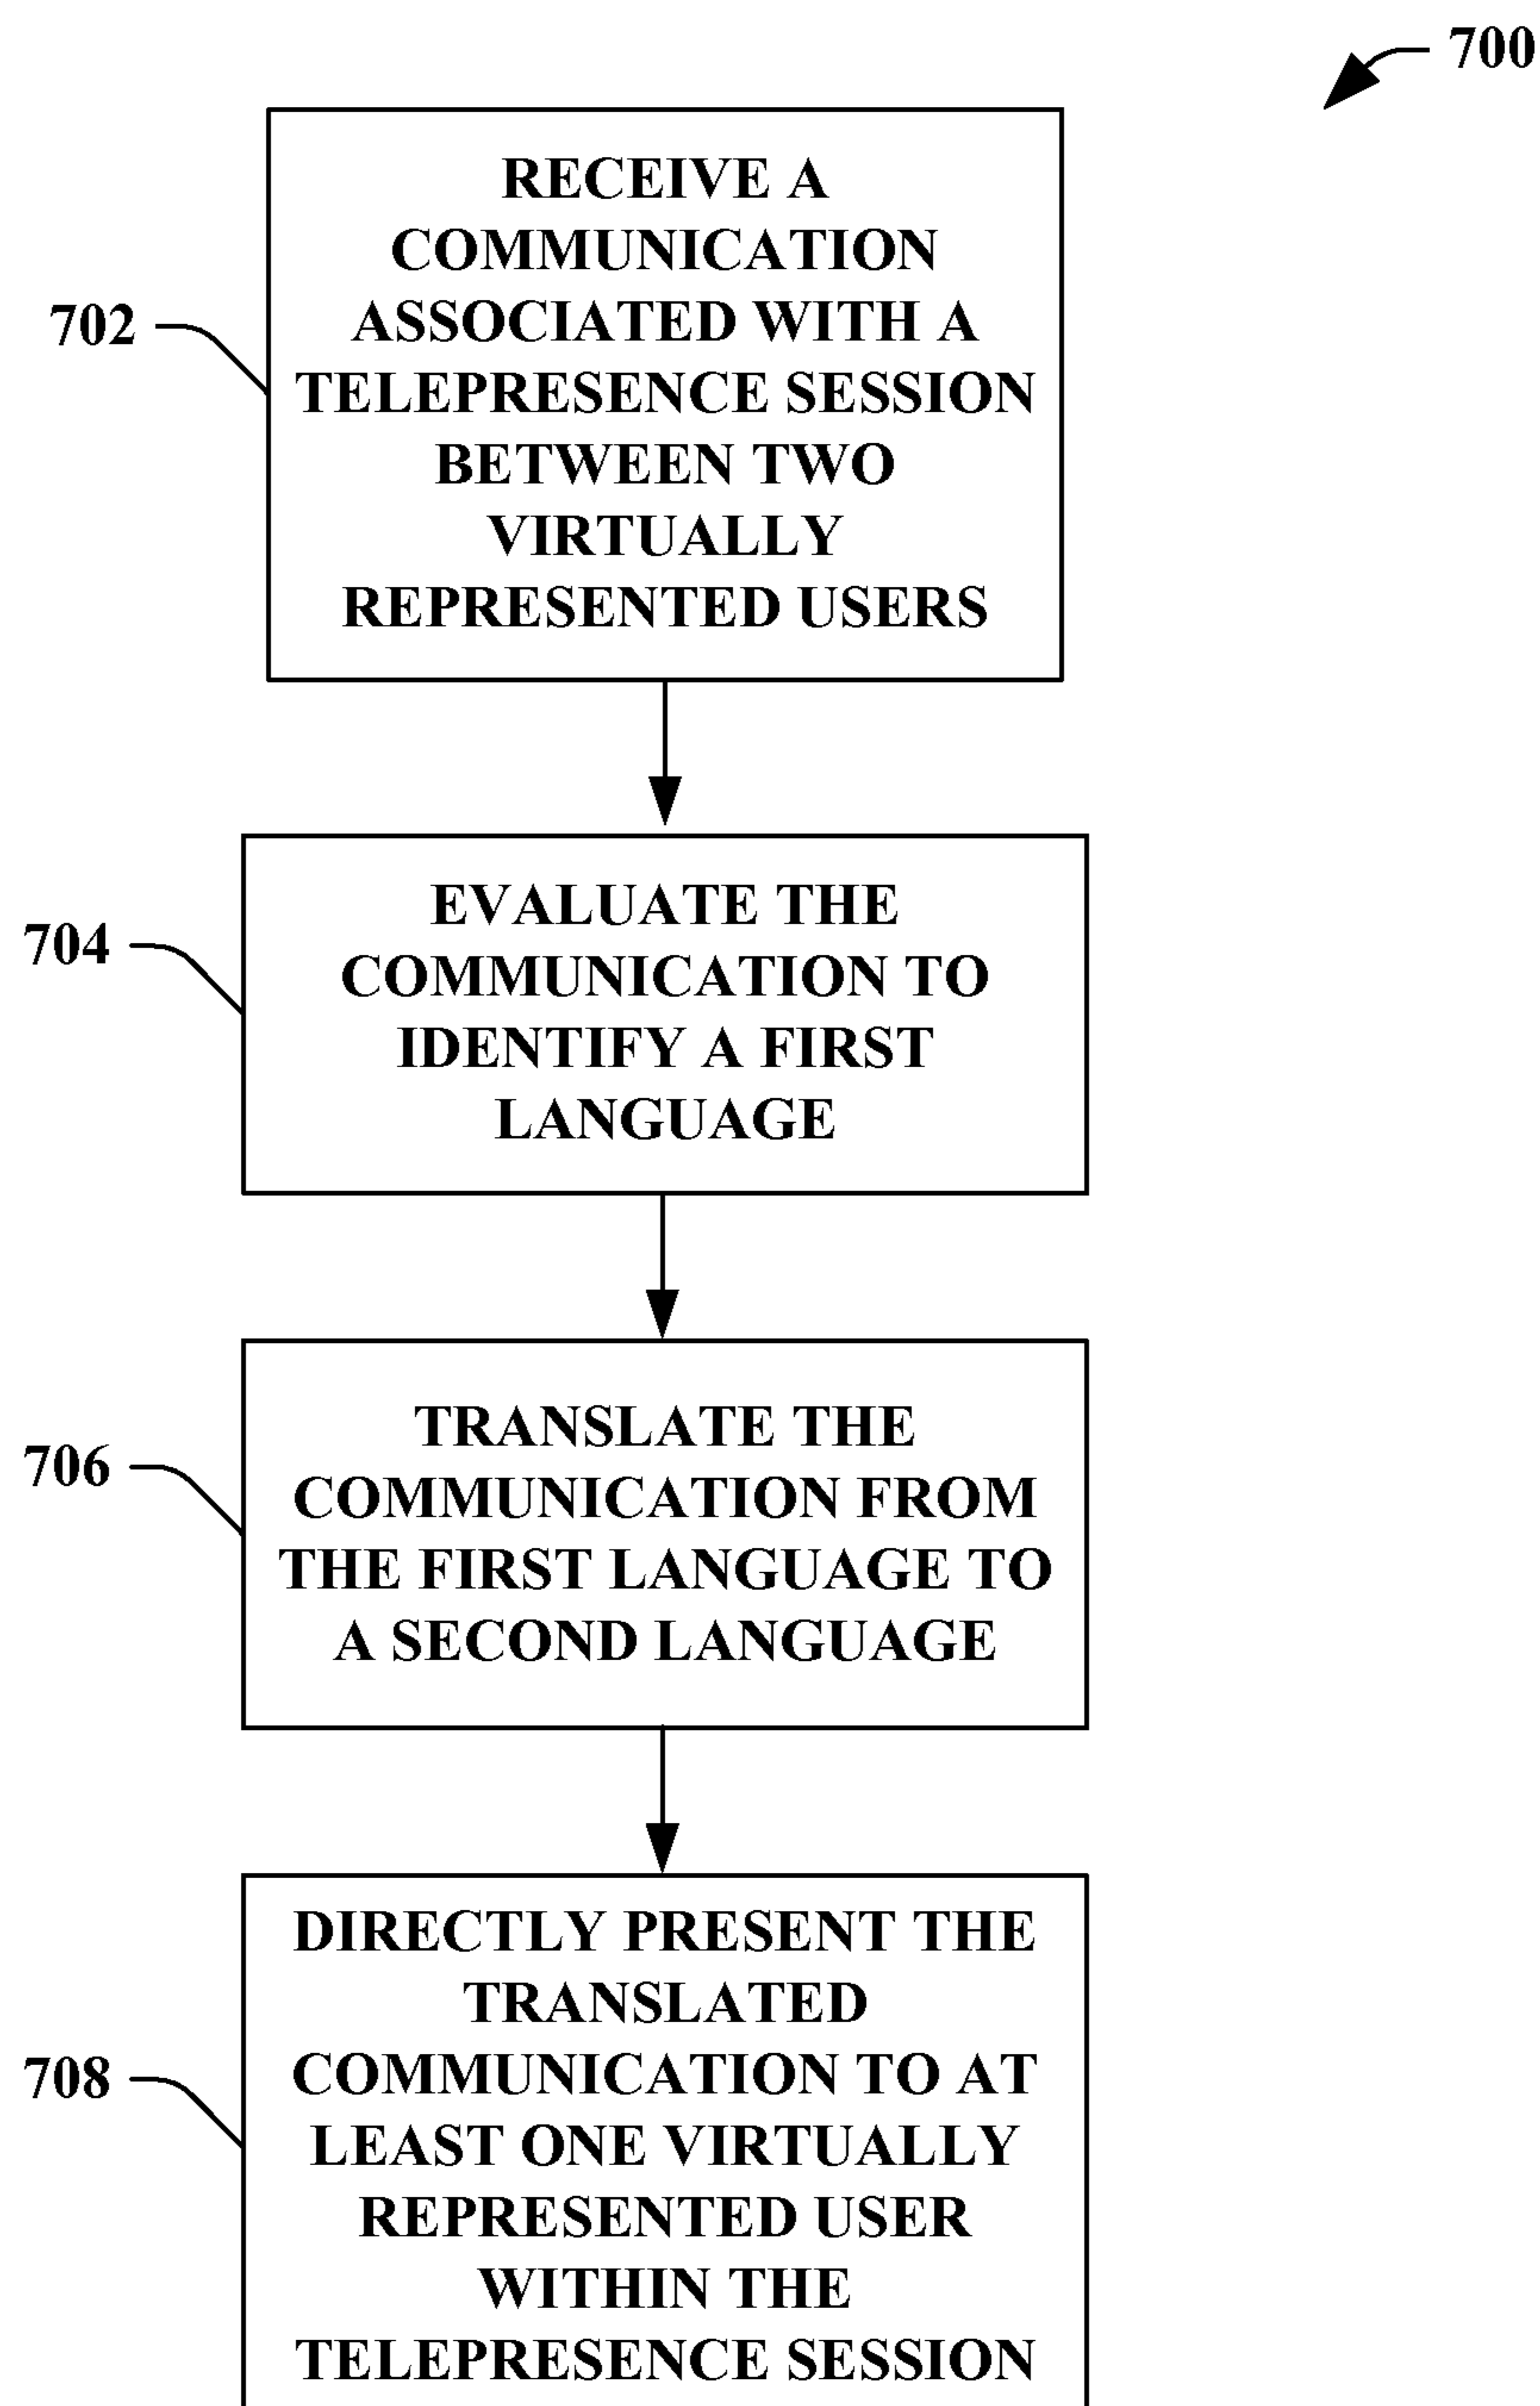 700
702
RECEIVE A
COMMUNICATION
ASSOCIATED WITH A
TELEPRESENCE SESSION
BETWEEN TWO
VIRTUALLY
REPRESENTED USERS
704
EVALUATE THE
COMMUNICATION TO
IDENTIFY A FIRST
LANGUAGE
706
TRANSLATE THE
COMMUNICATION FROM
THE FIRST LANGUAGE TO
A SECOND LANGUAGE
708
DIRECTLY PRESENT THE
TRANSLATED
COMMUNICATION TO AT
LEAST ONE VIRTUALLY
REPRESENTED USER
WITHIN THE
TELEPRESENCE SESSION